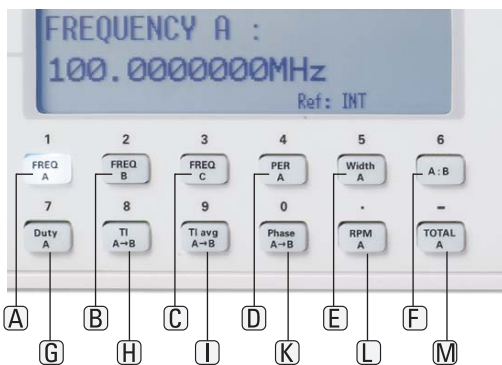 FREQUENCY A :
100.0000000MHz
Ref: INT
1 2 3 4 5 6
FREQ A FREQ B FREQ C PER A Width A A:B
7 8 9 0 . –
Duty A TI A→B TI avg A→B Phase A→B RPM A TOTAL A
A B C D E F
G H I K L M